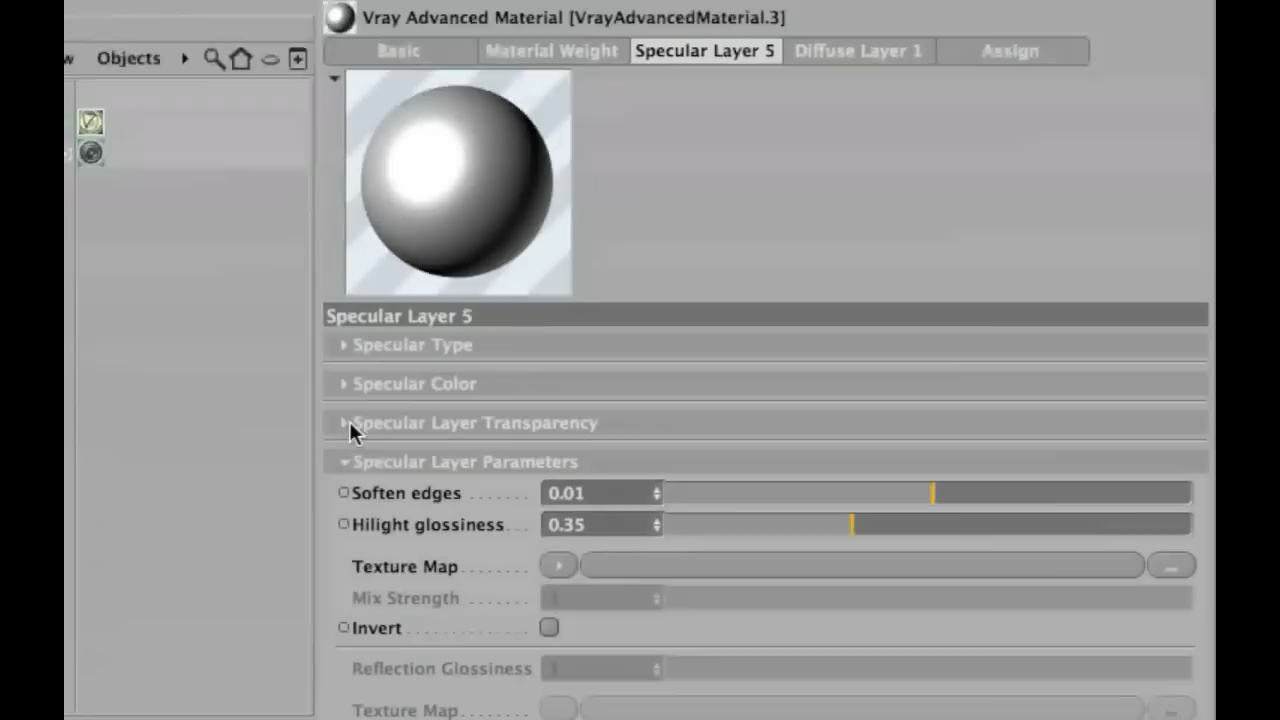 Vray Advanced Material [VrayAdvancedMaterial.3]
Objects
Basic Material Weight Specular Layer 5 Diffuse Layer 1 Assign
Specular Layer 5
Specular Type
Specular Color
Specular Layer Transparency
Specular Layer Parameters
Soften edges ....... 0.01
Hilight glossiness... 0.35
Texture Map....... ...
Mix Strength .......
Invert
Reflection Glossiness
Texture Map....... ...